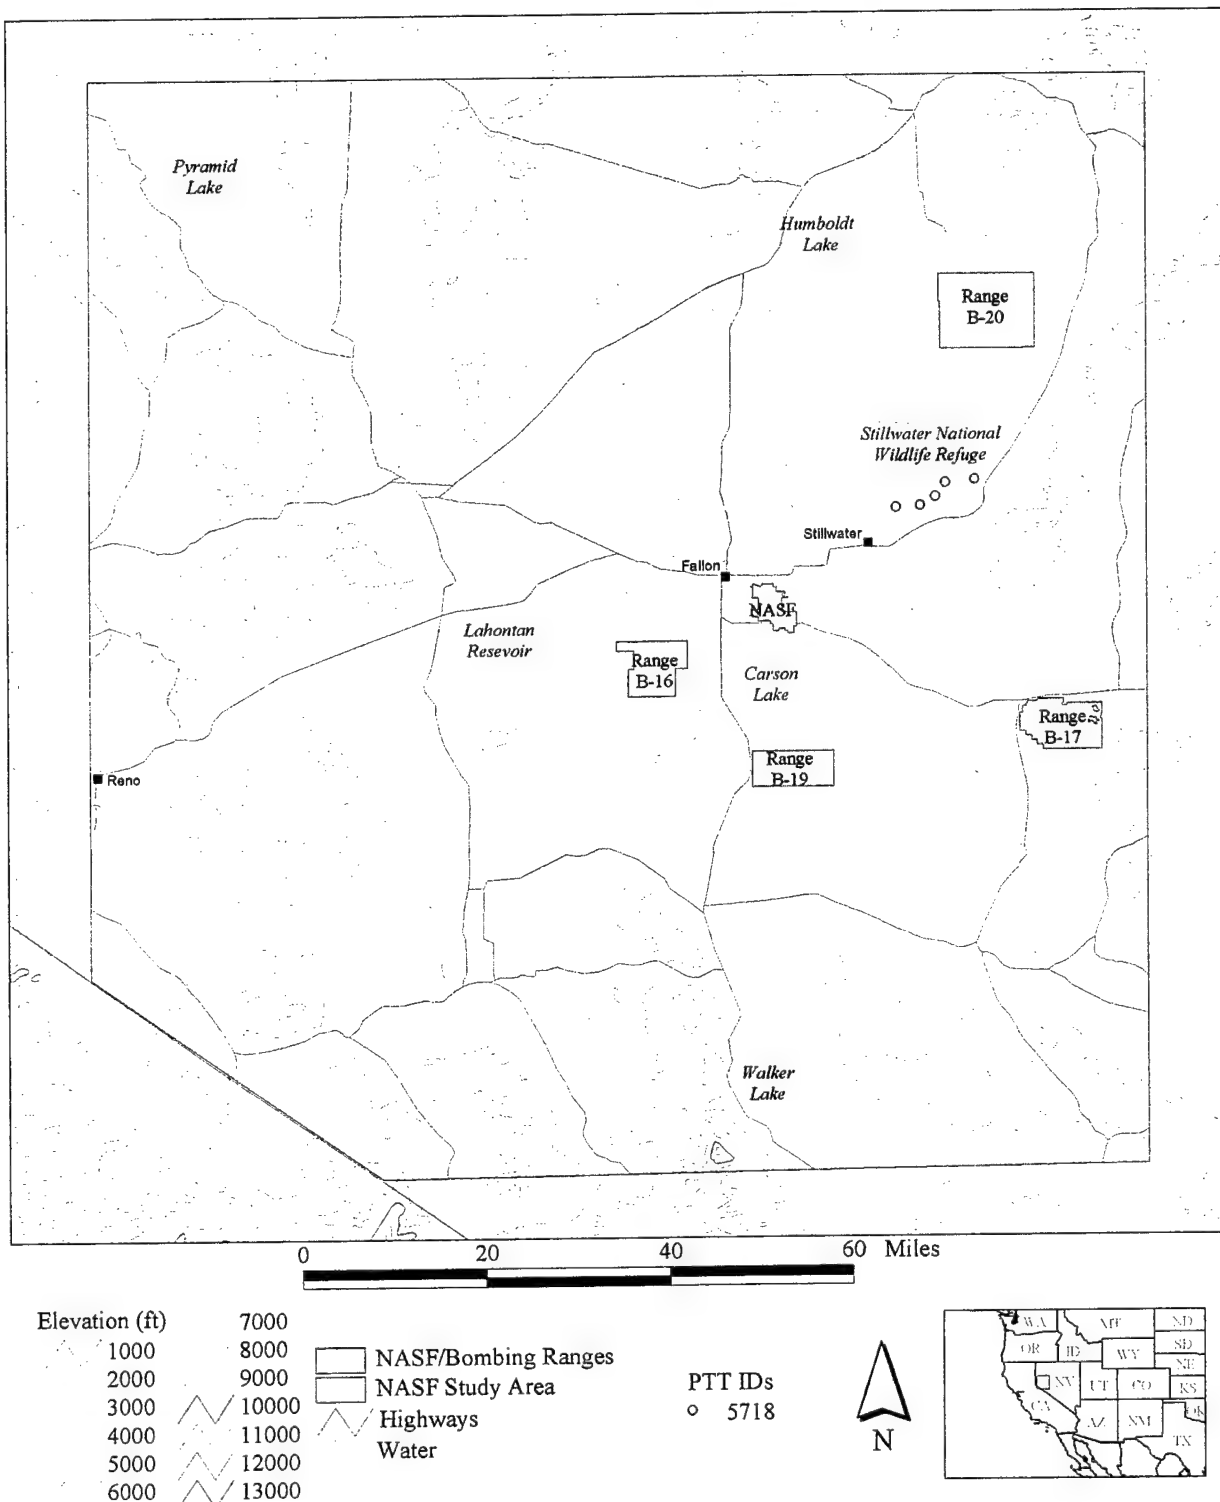 Pyramid
Lake
Humboldt
Lake
Range
B-20
Stillwater National
Wildlife Refuge
Stillwater
Fallon
NASF
Lahontan
Resevoir
Range
B-16
Carson
Lake
Range
B-17
Range
B-19
Reno
Walker
Lake
0 20 40 60 Miles
Elevation (ft)
1000
2000
3000
4000
5000
6000
7000
8000
9000
10000
11000
12000
13000
NASF/Bombing Ranges
NASF Study Area
Highways
Water
PTT IDs
5718
N
WA MT ND
OR ID WY SD
NE
NV UT CO KS
CA AZ NM OK
TX